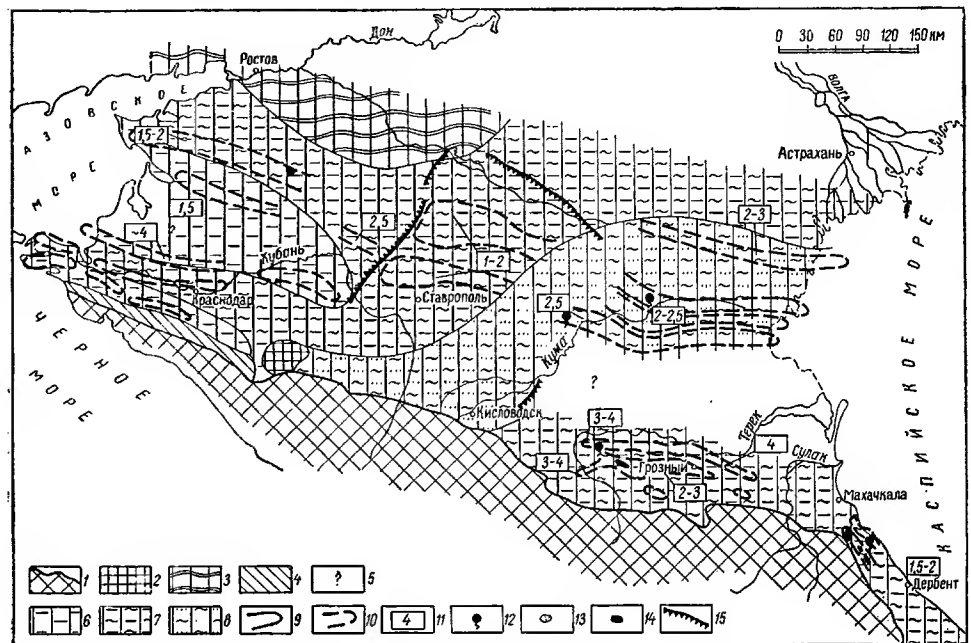 Дон
0 30 60 90 120 150 км
Ростов
ВОЛГА
АЗОВСКОЕ
МОРЕ
Астрахань
1,5-2
1,5
2,5
2-3
~4
?
Кубань
1-2
Краснодар
Ставрополь
2,5
2-2,5
ЧЕРНОЕ
МОРЕ
Кума
?
Кисловодск
3-4
Терек
4
Сулак
3-4
Грозный
2-3
Махачкала
КАСПИЙСКОЕ МОРЕ
1,5-2
Дербент
1 2 3 4 ? 5
6 7 8 9 10 4 11 12 13 14 15